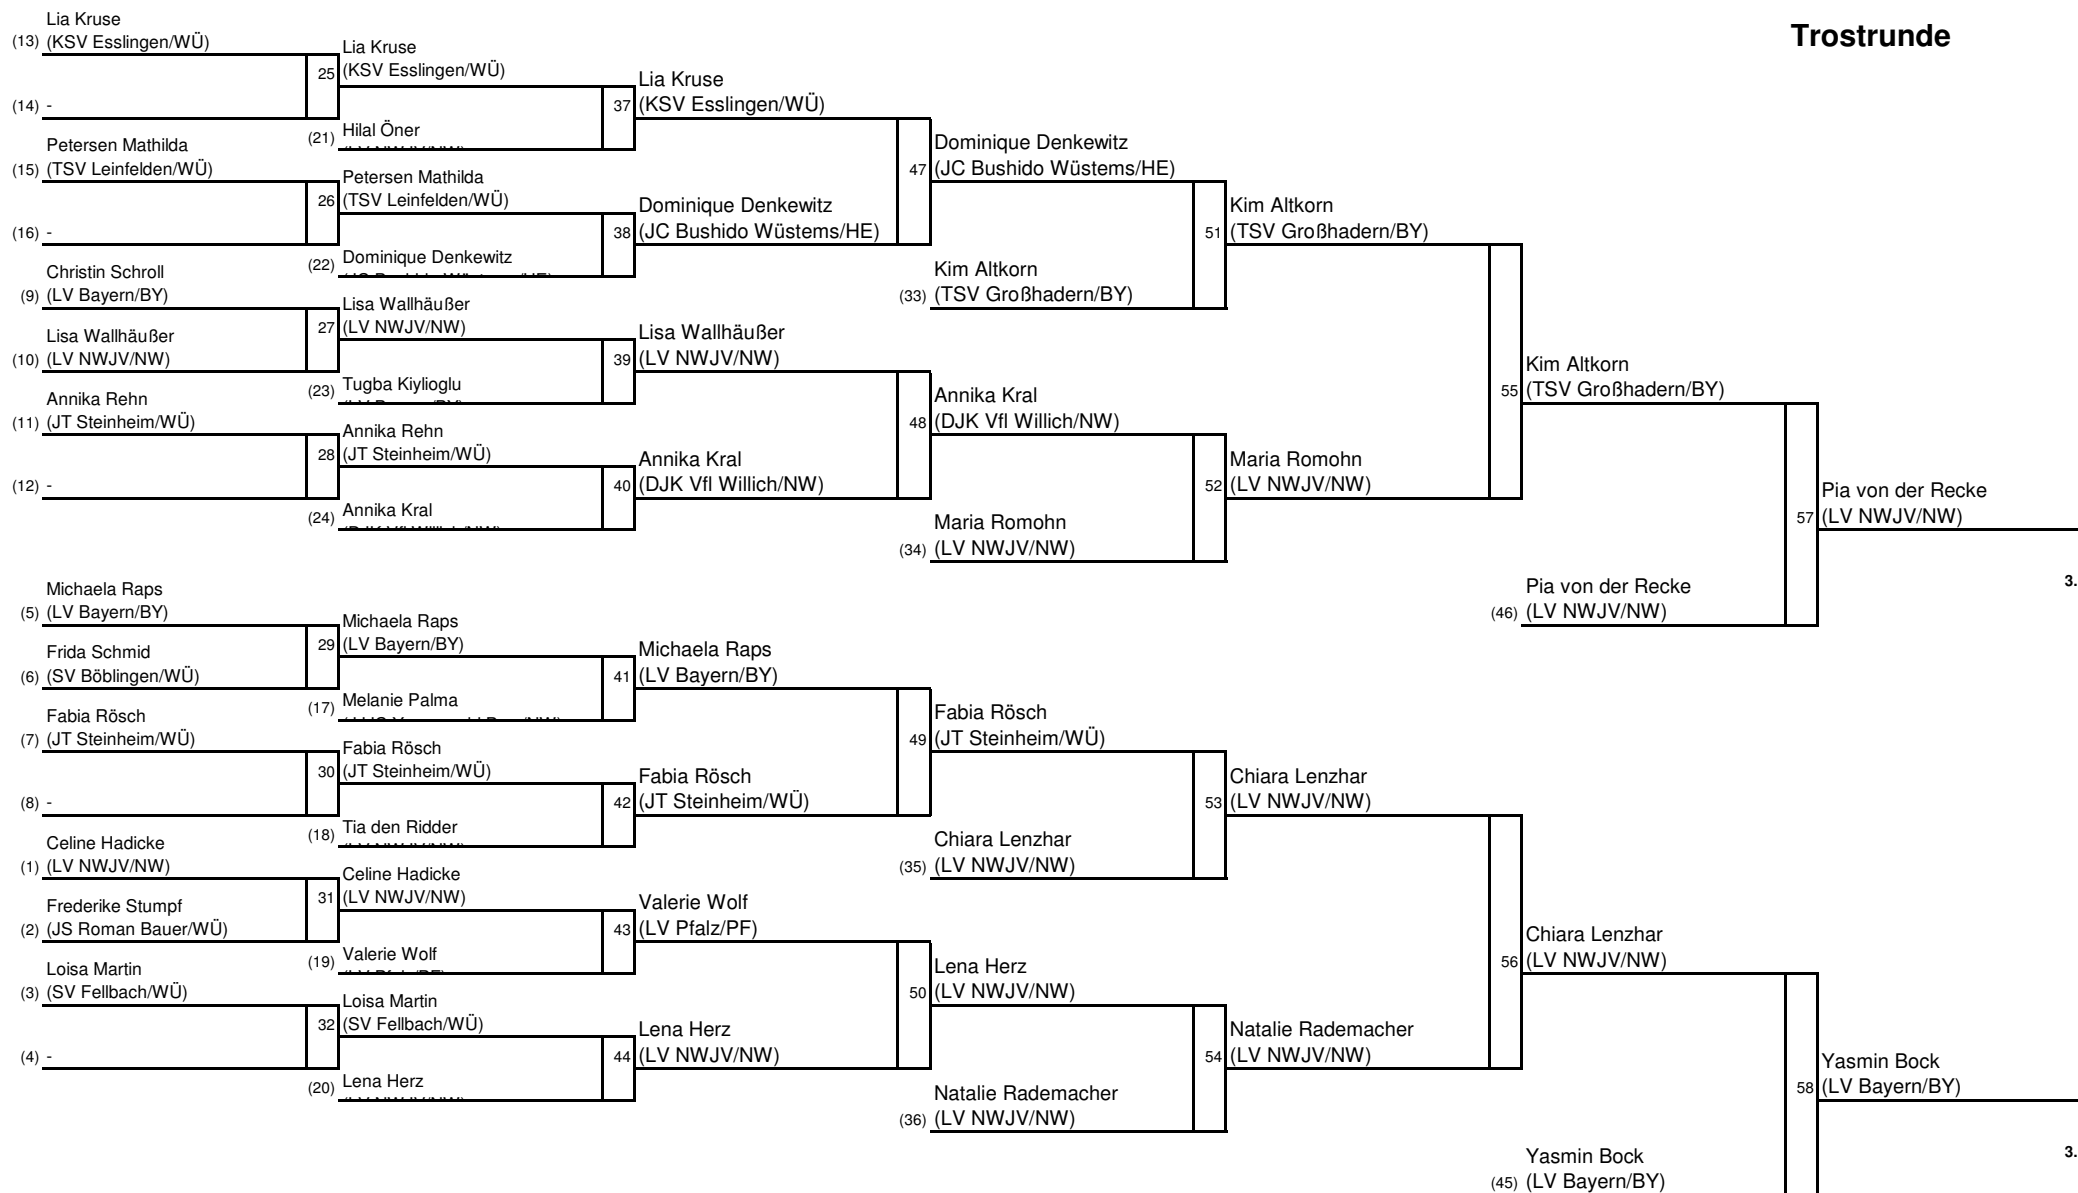 Trostrunde
Lia Kruse
(13) (KSV Esslingen/WÜ)
25
(14) -
Petersen Mathilda
(15) (TSV Leinfelden/WÜ)
26
(16) -
Christin Schroll
(9) (LV Bayern/BY)
27
Lisa Wallhäußer
(10) (LV NWJV/NW)
Annika Rehn
(11) (JT Steinheim/WÜ)
28
(12) -
Michaela Raps
(5) (LV Bayern/BY)
29
Frida Schmid
(6) (SV Böblingen/WÜ)
Fabia Rösch
(7) (JT Steinheim/WÜ)
30
(8) -
Celine Hadicke
(1) (LV NWJV/NW)
31
Frederike Stumpf
(2) (JS Roman Bauer/WÜ)
Loisa Martin
(3) (SV Fellbach/WÜ)
32
(4) -
Lia Kruse
(KSV Esslingen/WÜ)
37
(21) Hilal Öner
Petersen Mathilda
(TSV Leinfelden/WÜ)
38
(22) Dominique Denkewitz
Lisa Wallhäußer
(LV NWJV/NW)
39
(23) Tugba Kiylioglu
Annika Rehn
(JT Steinheim/WÜ)
40
(24) Annika Kral
Michaela Raps
(LV Bayern/BY)
41
(17) Melanie Palma
Fabia Rösch
(JT Steinheim/WÜ)
42
(18) Tia den Ridder
Celine Hadicke
(LV NWJV/NW)
43
(19) Valerie Wolf
Loisa Martin
(SV Fellbach/WÜ)
44
(20) Lena Herz
Lia Kruse
(KSV Esslingen/WÜ)
47
Dominique Denkewitz
(JC Bushido Wüstems/HE)
Lisa Wallhäußer
(LV NWJV/NW)
48
Annika Kral
(DJK Vfl Willich/NW)
Michaela Raps
(LV Bayern/BY)
49
Fabia Rösch
(JT Steinheim/WÜ)
Valerie Wolf
(LV Pfalz/PF)
50
Lena Herz
(LV NWJV/NW)
Dominique Denkewitz
(JC Bushido Wüstems/HE)
51
Kim Altkorn
(33) (TSV Großhadern/BY)
Annika Kral
(DJK Vfl Willich/NW)
52
Maria Romohn
(34) (LV NWJV/NW)
Fabia Rösch
(JT Steinheim/WÜ)
53
Chiara Lenzhar
(35) (LV NWJV/NW)
Lena Herz
(LV NWJV/NW)
54
Natalie Rademacher
(36) (LV NWJV/NW)
Kim Altkorn
(TSV Großhadern/BY)
55
Maria Romohn
(LV NWJV/NW)
Chiara Lenzhar
(LV NWJV/NW)
56
Natalie Rademacher
(LV NWJV/NW)
Kim Altkorn
(TSV Großhadern/BY)
57
Pia von der Recke
(46) (LV NWJV/NW)
Chiara Lenzhar
(LV NWJV/NW)
58
Yasmin Bock
(45) (LV Bayern/BY)
Pia von der Recke
(LV NWJV/NW)
3.
Yasmin Bock
(LV Bayern/BY)
3.